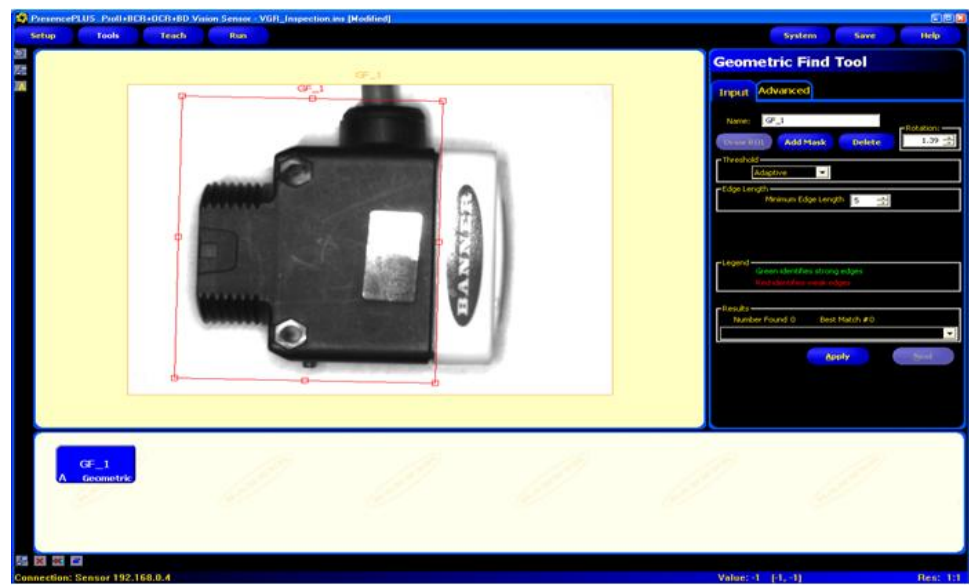 PresencePLUS ProII+BCR+OCR+BD Vision Sensor - VGR_Inspection.ins [Modified]
Setup Tools Teach Run System Save Help
Geometric Find Tool
Input Advanced
Name: GF_1
Rotation: 1.39
Draw ROI Add Mask Delete
Threshold
Adaptive
Edge Length
Minimum Edge Length 5
Legend
Green identifies strong edges
Red identifies weak edges
Results
Number Found 0 Best Match #0
Apply Next
GF_1
GF_1
BANNER
GF_1
A Geometric
Connection: Sensor 192.168.0.4 Value: -1 [-1, -1] Res: 1:1